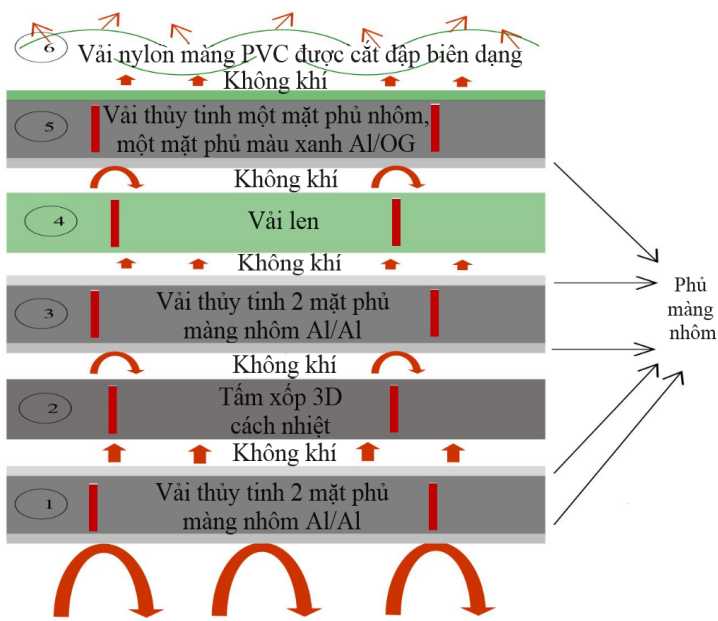 6
Vải nylon màng PVC được cắt dập biên dạng
Không khí
5
Vải thủy tinh một mặt phủ nhôm,
một mặt phủ màu xanh Al/OG
Không khí
4
Vải len
Không khí
3
Vải thủy tinh 2 mặt phủ
màng nhôm Al/Al
Phủ
màng
nhôm
Không khí
2
Tấm xốp 3D
cách nhiệt
Không khí
1
Vải thủy tinh 2 mặt phủ
màng nhôm Al/Al